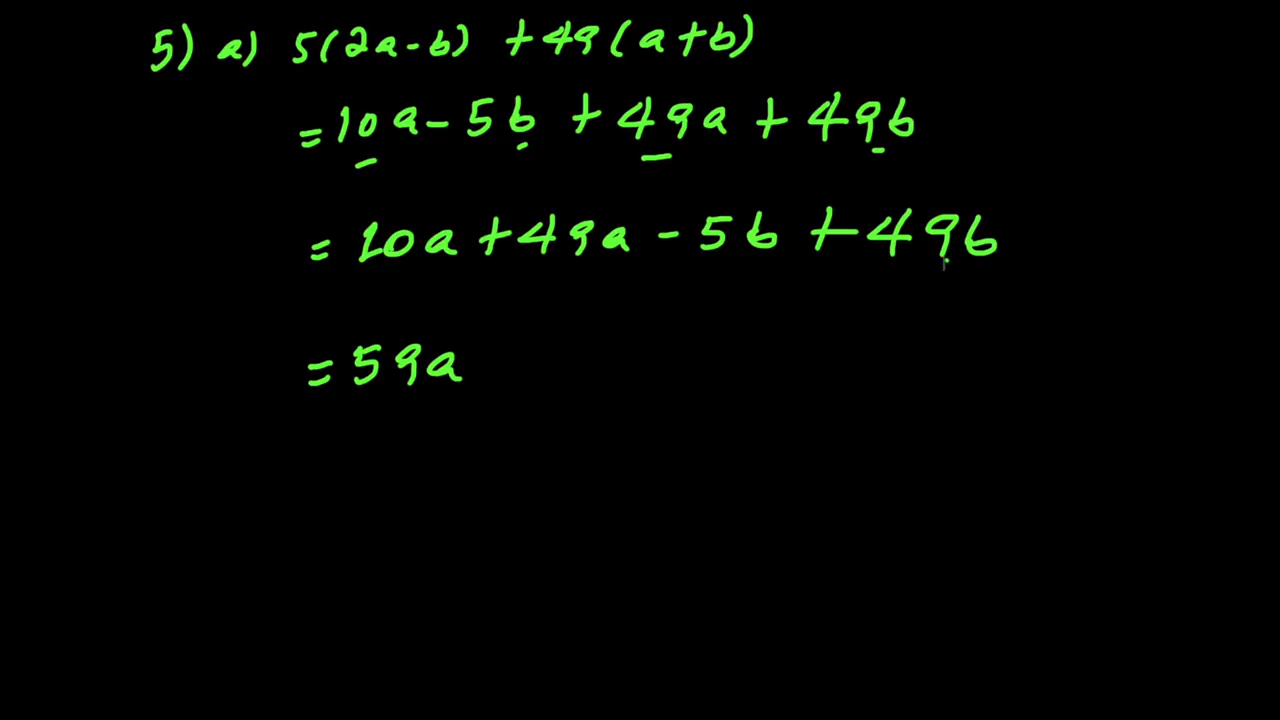 5) a) 5(2a-b) +49(a+b)
=10a-5b +49a+49b
= 10a+49a-5b+49b
= 59a